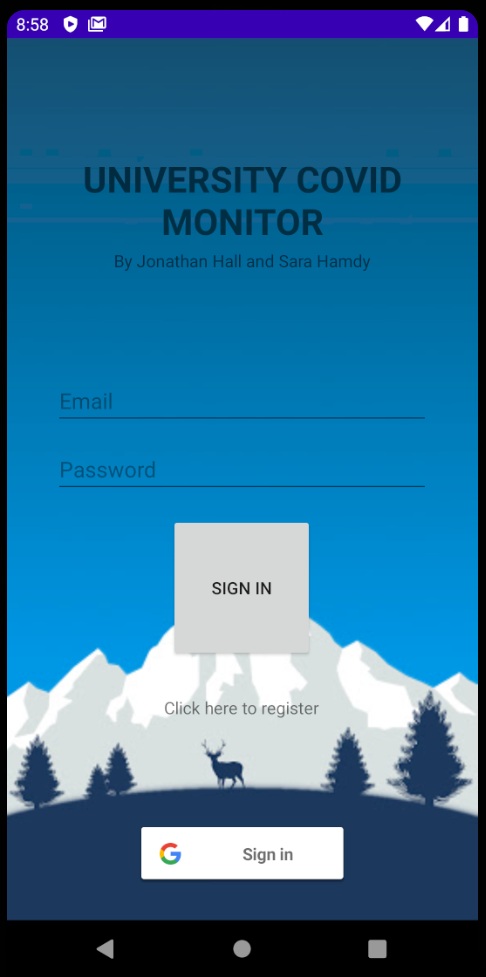 8:58
UNIVERSITY COVID
MONITOR
By Jonathan Hall and Sara Hamdy
Email
Password
SIGN IN
Click here to register
Sign in